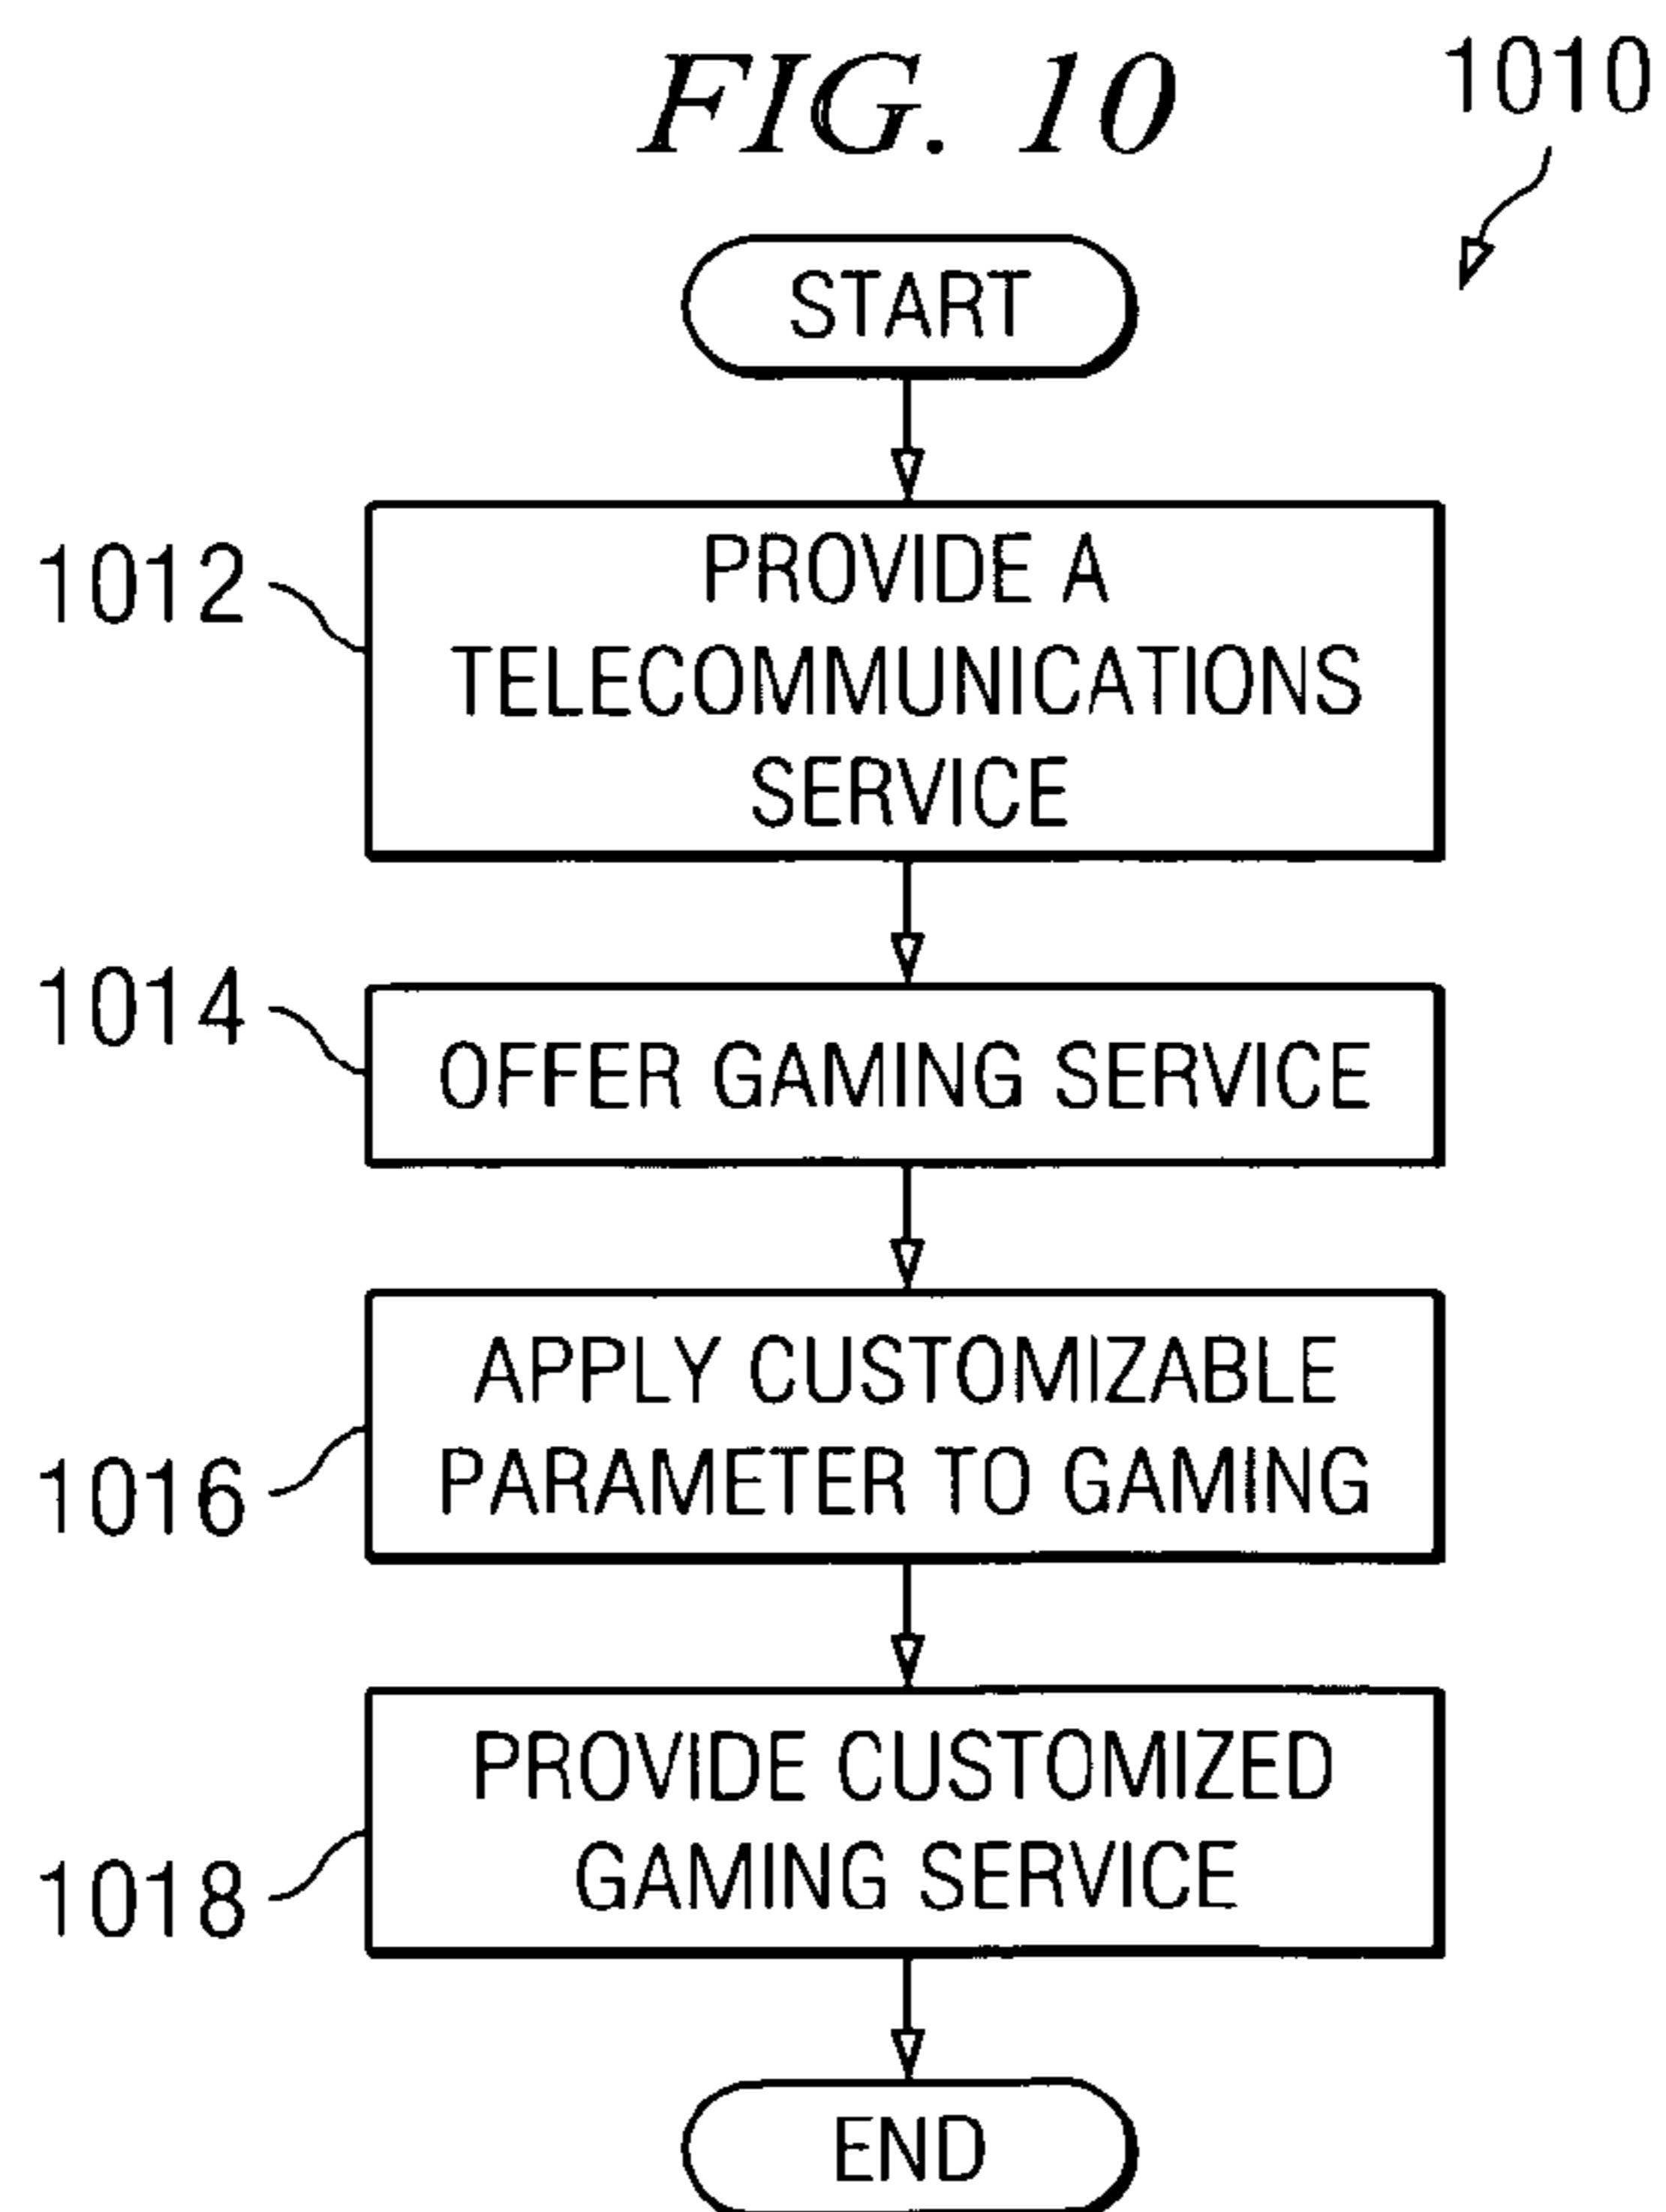 FIG. 10
1010
START
1012
PROVIDE A
TELECOMMUNICATIONS
SERVICE
1014
OFFER GAMING SERVICE
1016
APPLY CUSTOMIZABLE
PARAMETER TO GAMING
1018
PROVIDE CUSTOMIZED
GAMING SERVICE
END